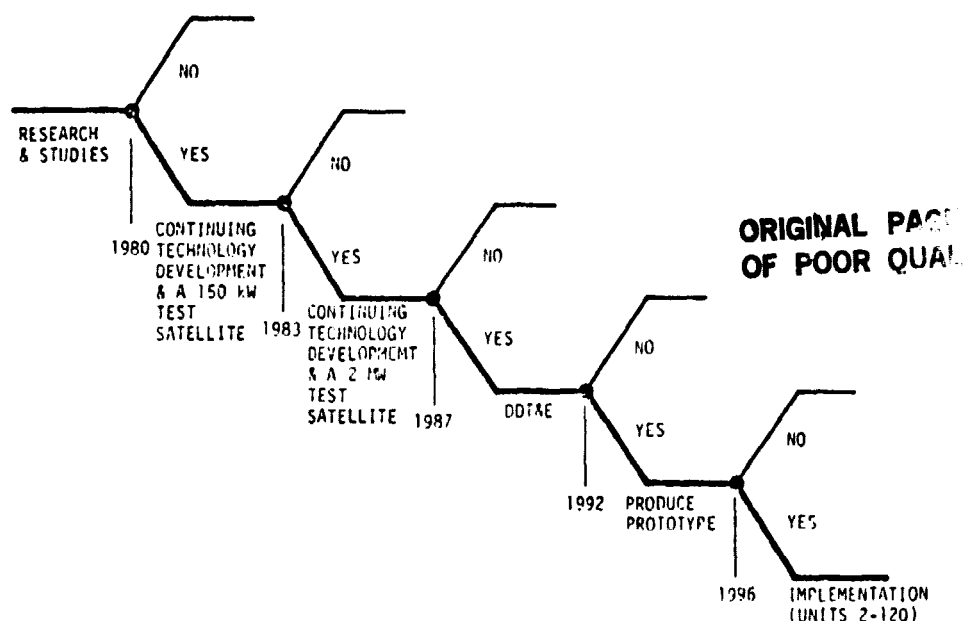 NO
RESEARCH
& STUDIES
YES
1980
NO
CONTINUING
TECHNOLOGY
DEVELOPMENT
& A 150 kW
TEST
SATELLITE
YES
1983
NO
CONTINUING
TECHNOLOGY
DEVELOPMENT
& A 2 MW
TEST
SATELLITE
ORIGINAL
OF POOR
YES
1987
NO
DDT&E
YES
1992
NO
PRODUCE
PROTOTYPE
YES
1996
IMPLEMENTATION
(UNITS 2-120)